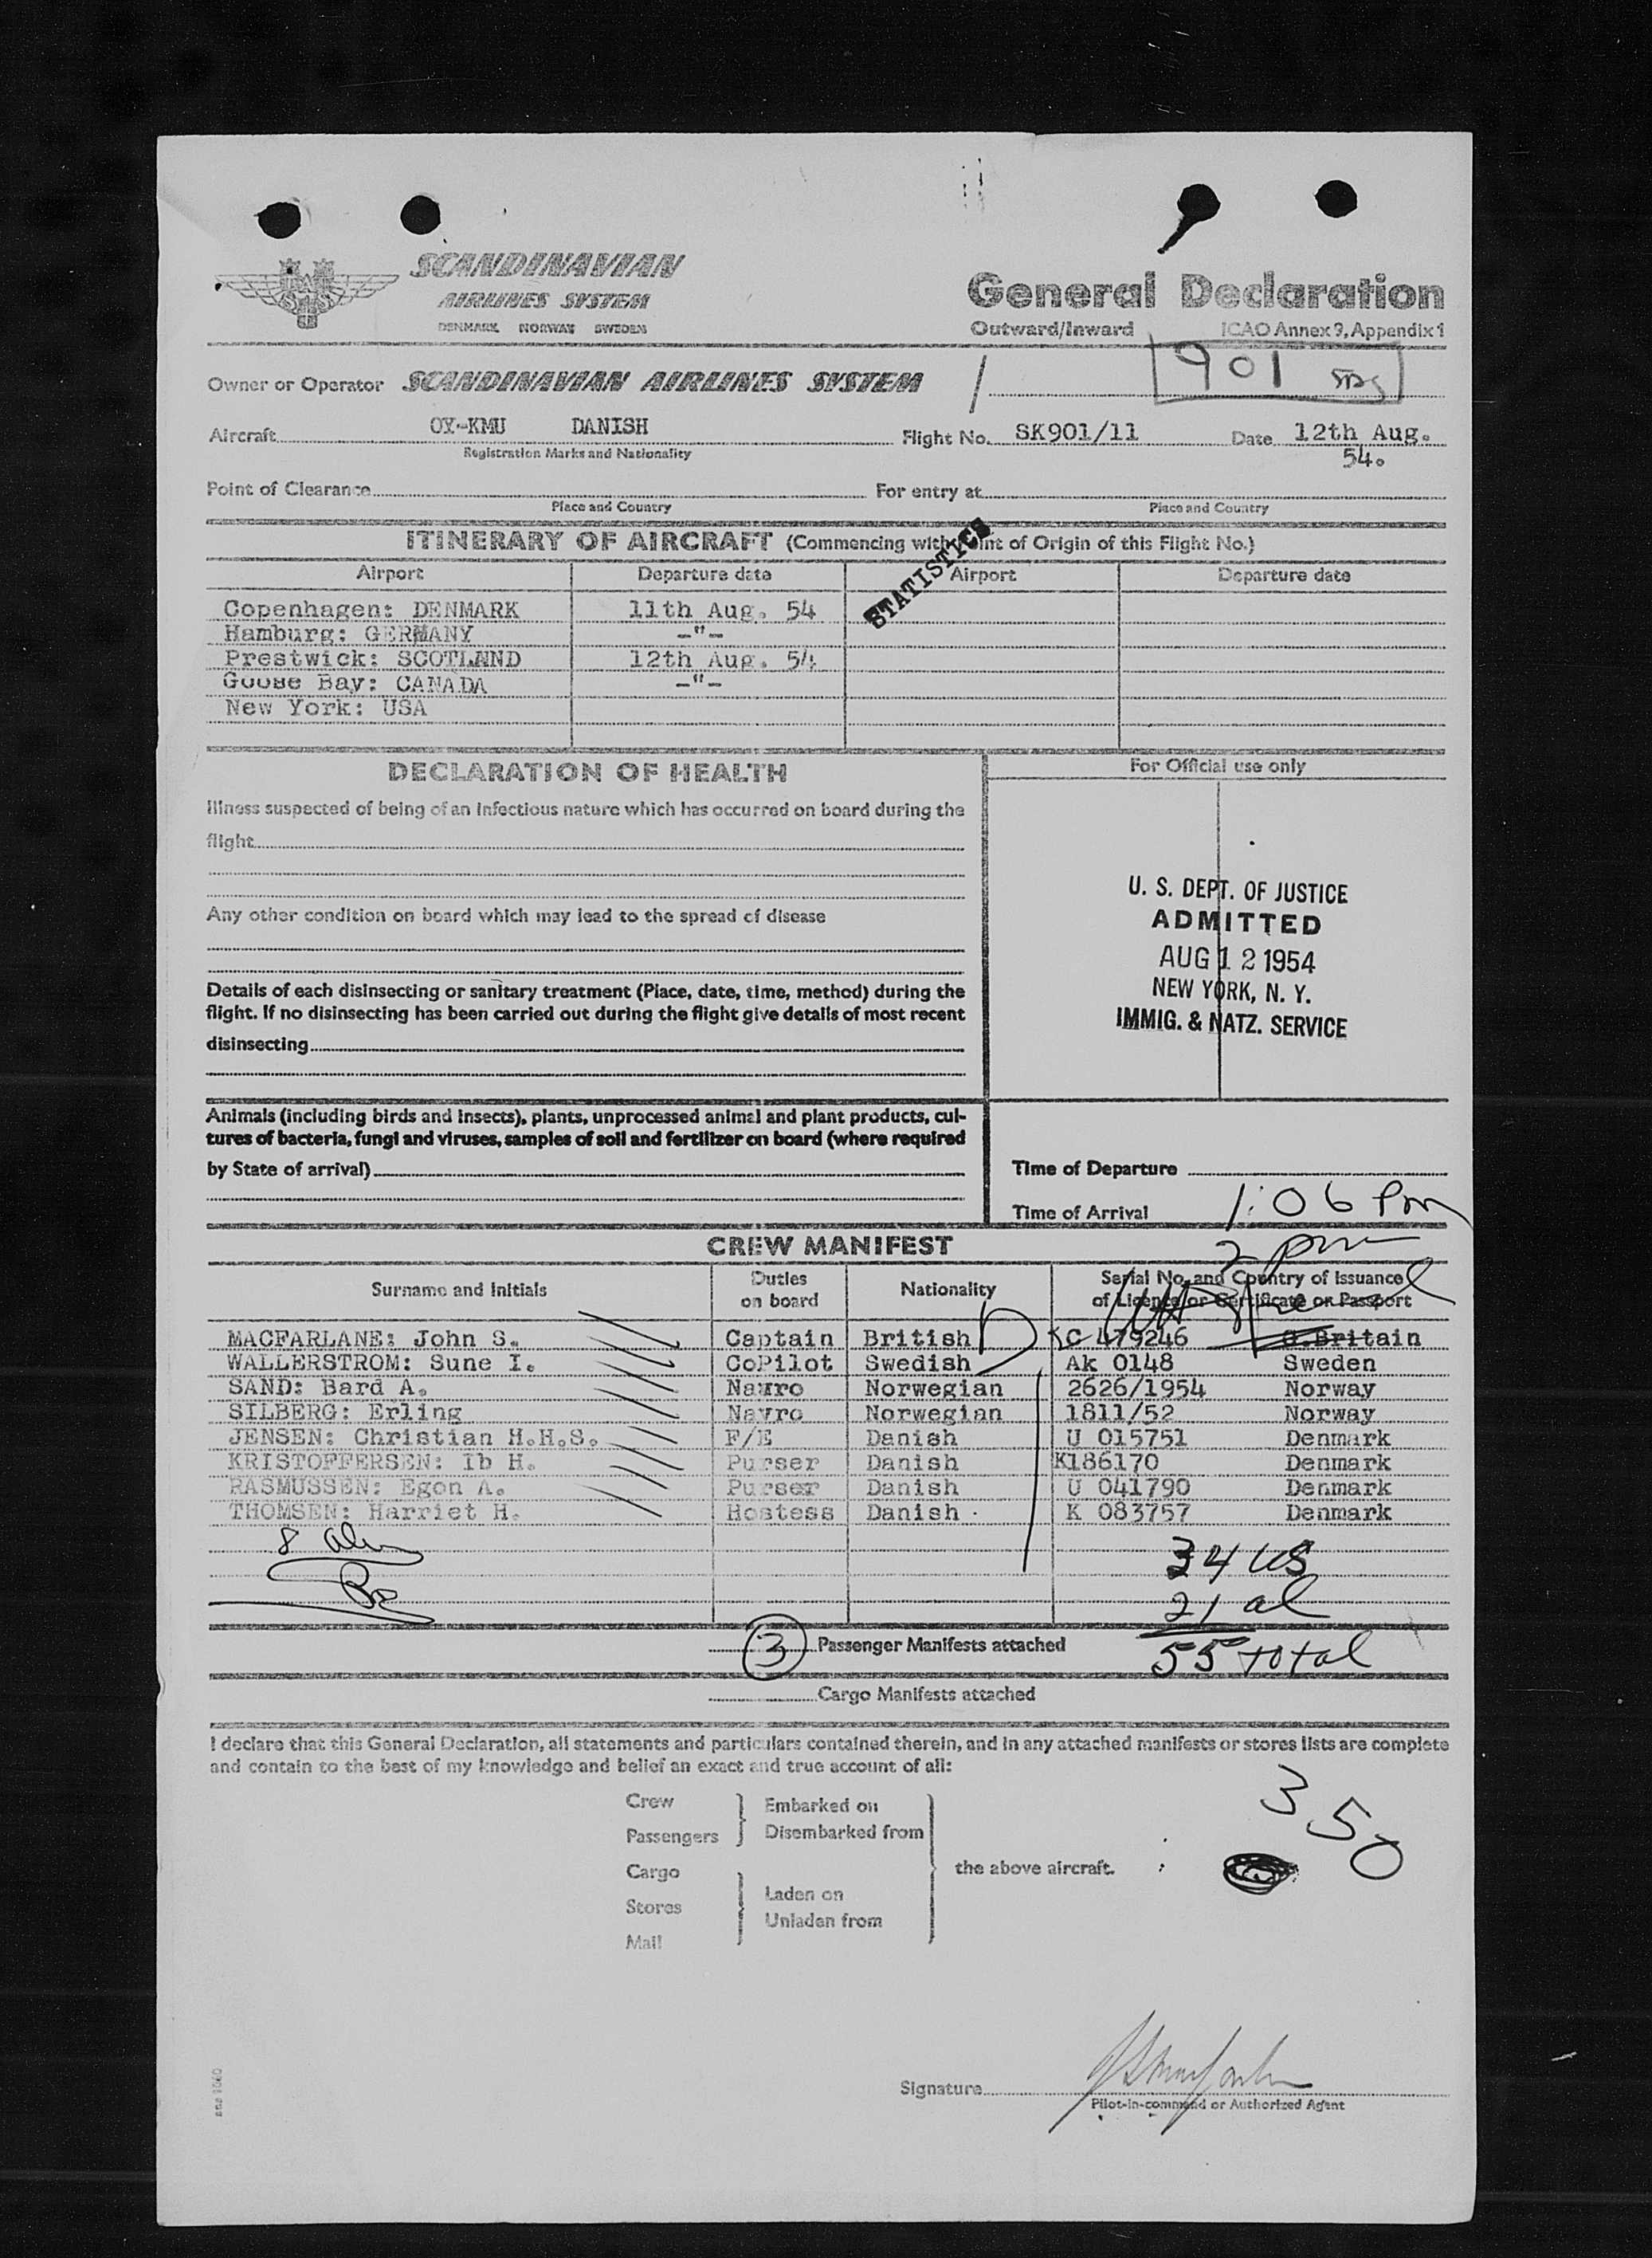 SCANDINAVIAN
AIRLINES SYSTEM
DENMARK NORWAY SWEDEN
General Declaration
Outward/Inward ICAO Annex 9, Appendix 1
901
Owner or Operator SCANDINAVIAN AIRLINES SYSTEM
Aircraft OY-KMU DANISH Flight No. SK901/11 Date 12th Aug.
54.
Registration Marks and Nationality
Point of Clearance For entry at
Place and Country Place and Country
STATISTICS
ITINERARY OF AIRCRAFT (Commencing with Point of Origin of this Flight No.)
Airport Departure date Airport Departure date
Copenhagen: DENMARK 11th Aug. 54
Hamburg: GERMANY -"-
Prestwick: SCOTLAND 12th Aug. 54
Goose Bay: CANADA -"-
New York: USA
DECLARATION OF HEALTH
Illness suspected of being of an infectious nature which has occurred on board during the
flight
Any other condition on board which may lead to the spread of disease
Details of each disinsecting or sanitary treatment (Place, date, time, method) during the
flight. If no disinsecting has been carried out during the flight give details of most recent
disinsecting
Animals (including birds and insects), plants, unprocessed animal and plant products, cul-
tures of bacteria, fungi and viruses, samples of soil and fertilizer on board (where required
by State of arrival)
For Official use only
U. S. DEPT. OF JUSTICE
ADMITTED
AUG 12 1954
NEW YORK, N. Y.
IMMIG. & NATZ. SERVICE
Time of Departure
Time of Arrival 1:06 Pm
2 pm
CREW MANIFEST
Surname and Initials Duties on board Nationality Serial No. and Country of Issuance of Licence or Certificate or Passport
MACFARLANE: John S. Captain British C 479246 G.Britain
WALLERSTROM: Sune I. CoPilot Swedish Ak 0148 Sweden
SAND: Bard A. Navro Norwegian 2626/1954 Norway
SILBERG: Erling Navro Norwegian 1811/52 Norway
JENSEN: Christian H.H.S. F/E Danish U 015751 Denmark
KRISTOFFERSEN: Ib H. Purser Danish K186170 Denmark
RASMUSSEN: Egon A. Purser Danish U 041790 Denmark
THOMSEN: Harriet H. Hostess Danish K 083757 Denmark
8
34 US
21 al
55 total
3 Passenger Manifests attached
Cargo Manifests attached
I declare that this General Declaration, all statements and particulars contained therein, and in any attached manifests or stores lists are complete
and contain to the best of my knowledge and belief an exact and true account of all:
Crew
Passengers
Embarked on
Disembarked from
Cargo
Stores
Mail
Laden on
Unladen from
the above aircraft.
350
Signature
Pilot-in-command or Authorized Agent